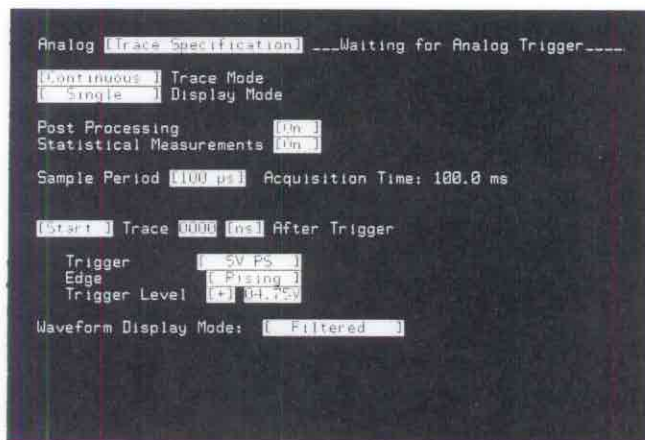 Analog [Trace Specification] ___Waiting for Analog Trigger____
[Continuous ] Trace Mode
[ Single ] Display Mode
Post Processing [On ]
Statistical Measurements [On ]
Sample Period [100 µs] Acquisition Time: 100.0 ms
[Start ] Trace 0000 [ns] After Trigger
Trigger [ 5V PS ]
Edge [ Rising ]
Trigger Level [+] 04.75V
Waveform Display Mode: [ Filtered ]